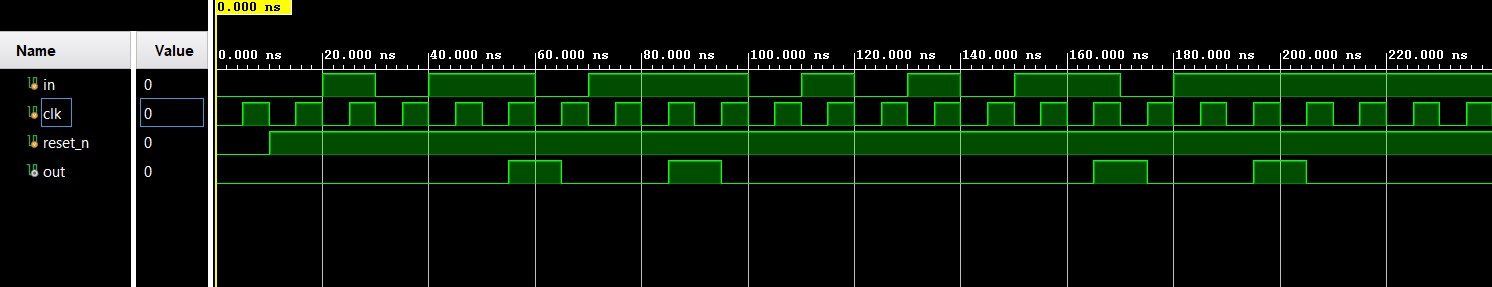 0.000 ns
Name Value
0.000 ns 20.000 ns 40.000 ns 60.000 ns 80.000 ns 100.000 ns 120.000 ns 140.000 ns 160.000 ns 180.000 ns 200.000 ns 220.000 ns
in 0
clk 0
reset_n 0
out 0